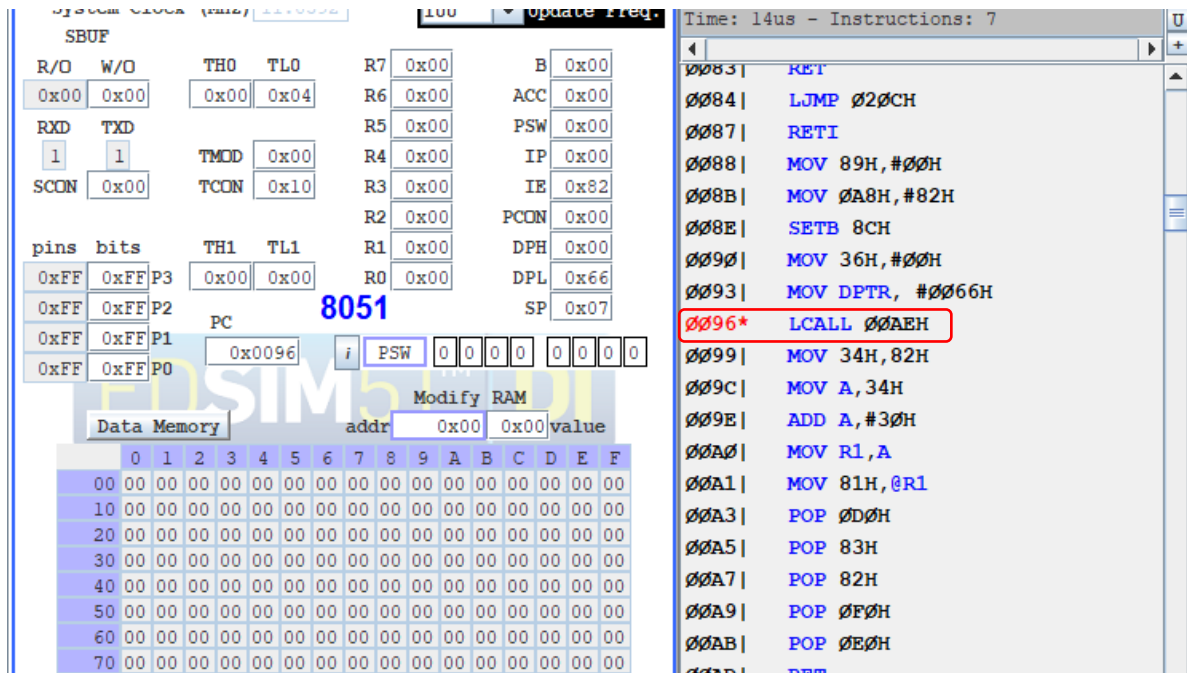 System Clock (MHz) 11.0592 100 Update Freq.
SBUF
R/O W/O TH0 TL0 R7 0x00 B 0x00
0x00 0x00 0x00 0x04 R6 0x00 ACC 0x00
RXD TXD R5 0x00 PSW 0x00
1 1 TMOD 0x00 R4 0x00 IP 0x00
SCON 0x00 TCON 0x10 R3 0x00 IE 0x82
R2 0x00 PCON 0x00
pins bits TH1 TL1 R1 0x00 DPH 0x00
0xFF 0xFF P3 0x00 0x00 R0 0x00 DPL 0x66
0xFF 0xFF P2 8051 SP 0x07
0xFF 0xFF P1 PC
0xFF 0xFF P0 0x0096 i PSW 0 0 0 0 0 0 0 0
EDSIM51™ DI
Modify RAM
Data Memory addr 0x00 0x00 value
0 1 2 3 4 5 6 7 8 9 A B C D E F
00 00 00 00 00 00 00 00 00 00 00 00 00 00 00 00 00
10 00 00 00 00 00 00 00 00 00 00 00 00 00 00 00 00
20 00 00 00 00 00 00 00 00 00 00 00 00 00 00 00 00
30 00 00 00 00 00 00 00 00 00 00 00 00 00 00 00 00
40 00 00 00 00 00 00 00 00 00 00 00 00 00 00 00 00
50 00 00 00 00 00 00 00 00 00 00 00 00 00 00 00 00
60 00 00 00 00 00 00 00 00 00 00 00 00 00 00 00 00
70 00 00 00 00 00 00 00 00 00 00 00 00 00 00 00 00
Time: 14us - Instructions: 7
U
+
0083| RET
0084| LJMP 020CH
0087| RETI
0088| MOV 89H,#00H
008B| MOV 0A8H,#82H
008E| SETB 8CH
0090| MOV 36H,#00H
0093| MOV DPTR, #0066H
0096* LCALL 00AEH
0099| MOV 34H,82H
009C| MOV A,34H
009E| ADD A,#30H
00A0| MOV R1,A
00A1| MOV 81H,@R1
00A3| POP 0D0H
00A5| POP 83H
00A7| POP 82H
00A9| POP 0F0H
00AB| POP 0E0H
00AD| RET